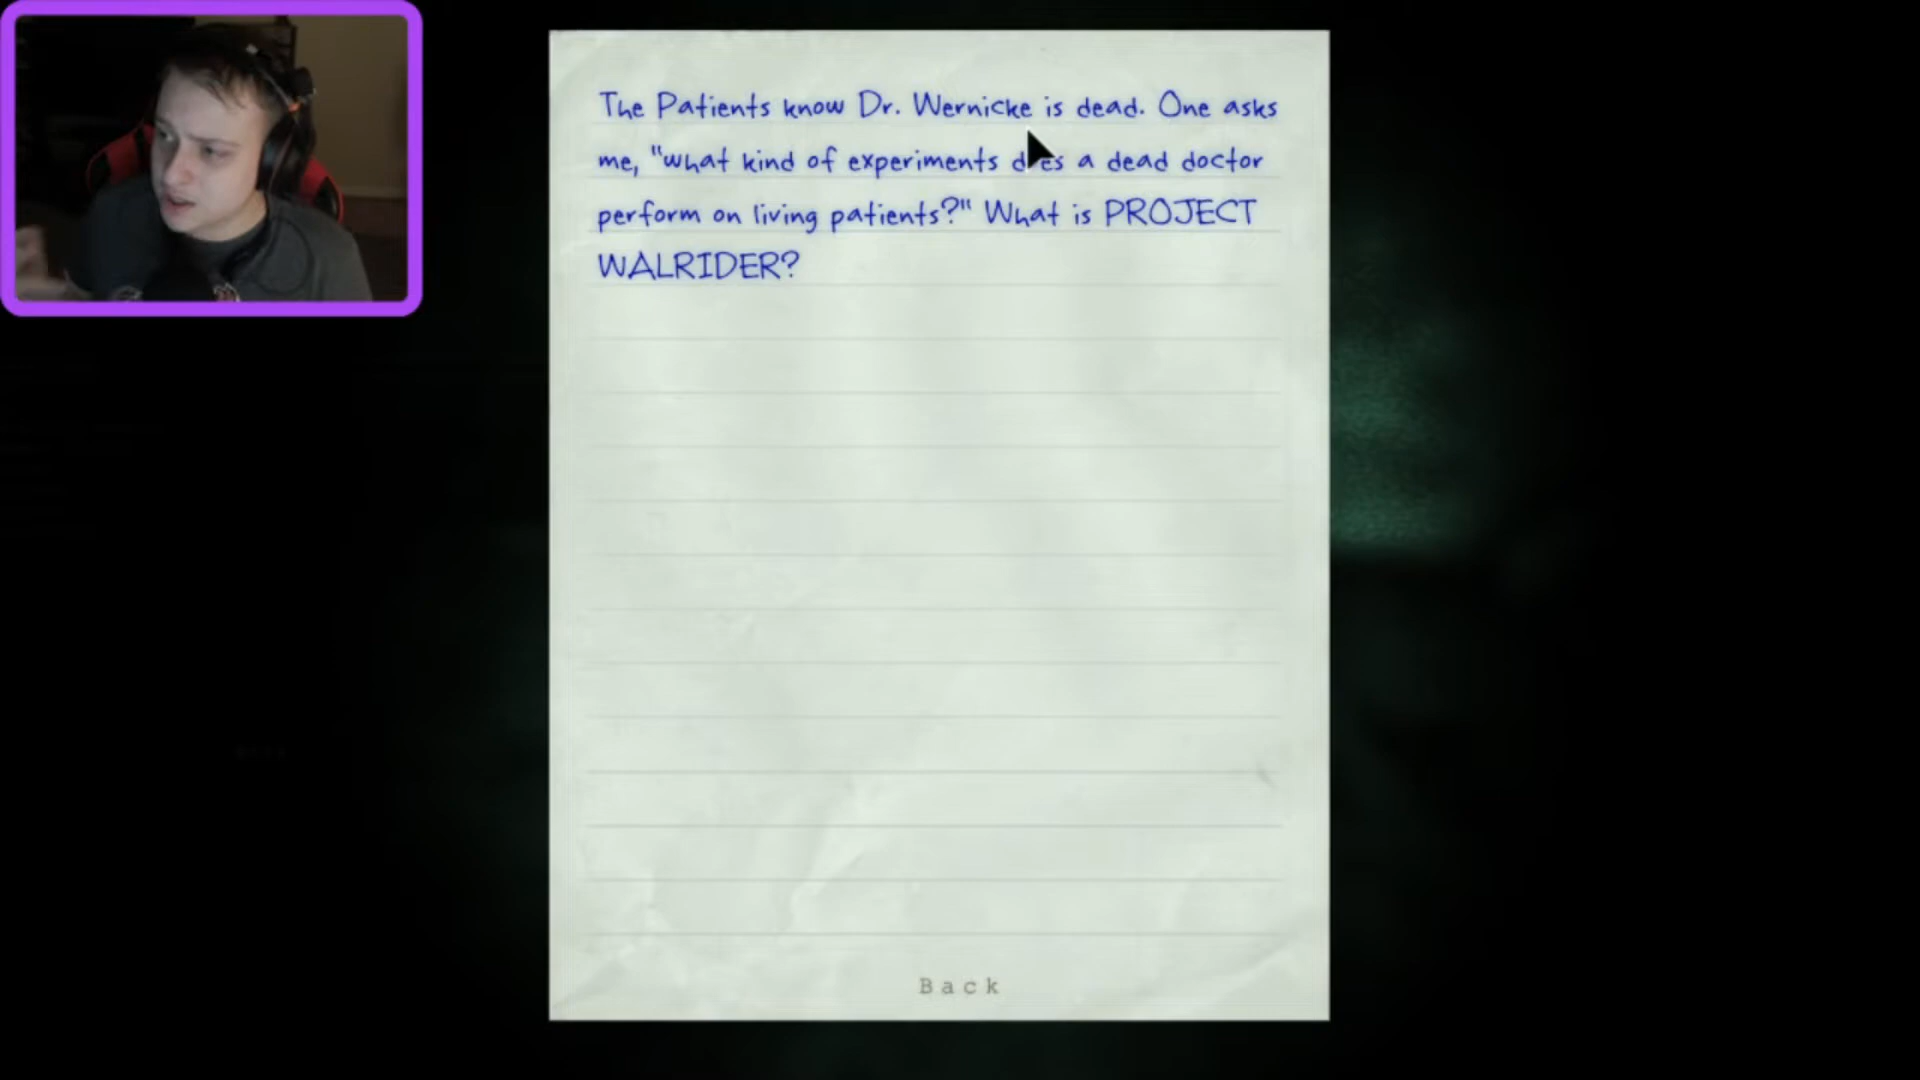 The Patients know Dr. Wernicke is dead. One asks
me, "what kind of experiments does a dead doctor
perform on living patients?" What is PROJECT
WALRIDER?
Back